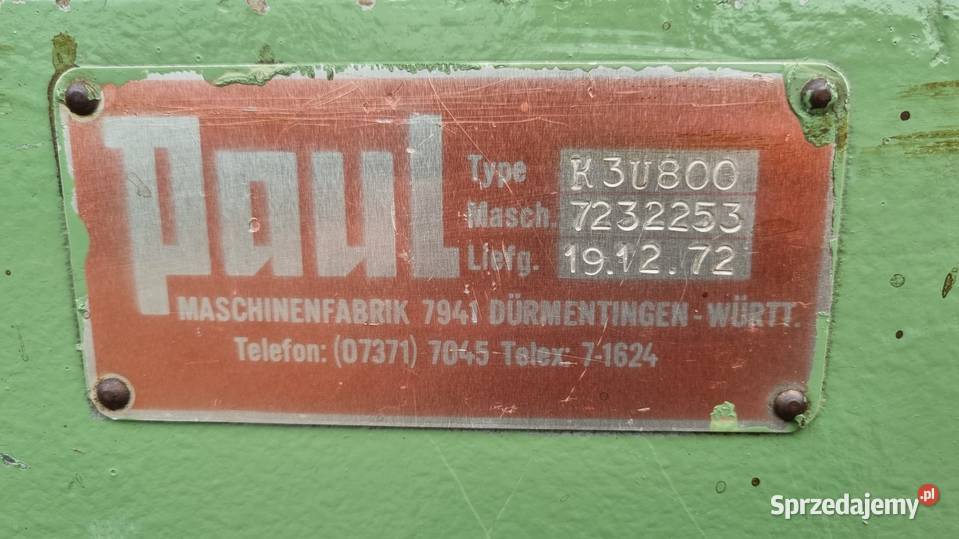 Paul
Type K3U800
Masch. 7232253
Liefg. 19.12.72
MASCHINENFABRIK 7941 DÜRMENTINGEN-WÜRTT.
Telefon: (07371) 7045 Telex: 7-1624
Sprzedajemy.pl